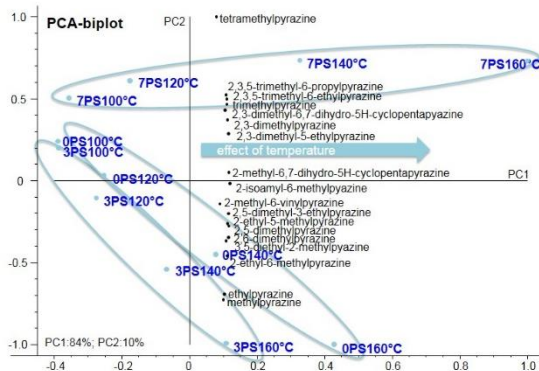 PCA-biplot
PC2
tetramethylpyrazine
1.0
7PS140°C
7PS160°C
7PS120°C
7PS100°C
2,3,5-trimethyl-6-propylpyrazine
2,3,5-trimethyl-6-ethylpyrazine
trimethylpyrazine
2,3-dimethyl-6,7-dihydro-5H-cyclopentapyazine
2,3-dimethylpyrazine
2,3-dimethyl-5-ethylpyrazine
0.5
0PS100°C
3PS100°C
effect of temperature
0PS120°C
2-methyl-6,7-dihydro-5H-cyclopentapyrazine
PC1
0
2-isoamyl-6-methylpyazine
3PS120°C
2-methyl-6-vinylpyrazine
2,5-dimethyl-3-ethylpyrazine
2-ethyl-5-methylpyrazine
2,5-dimethylpyrazine
2,6-dimethylpyrazine
3,5-diethyl-2-methylpyazine
0PS140°C
2-ethyl-6-methylpyrazine
-0.5
3PS140°C
ethylpyrazine
methylpyrazine
3PS160°C
0PS160°C
PC1:84%; PC2:10%
-1.0
-0.4 -0.2 0 0.2 0.4 0.6 0.8 1.0